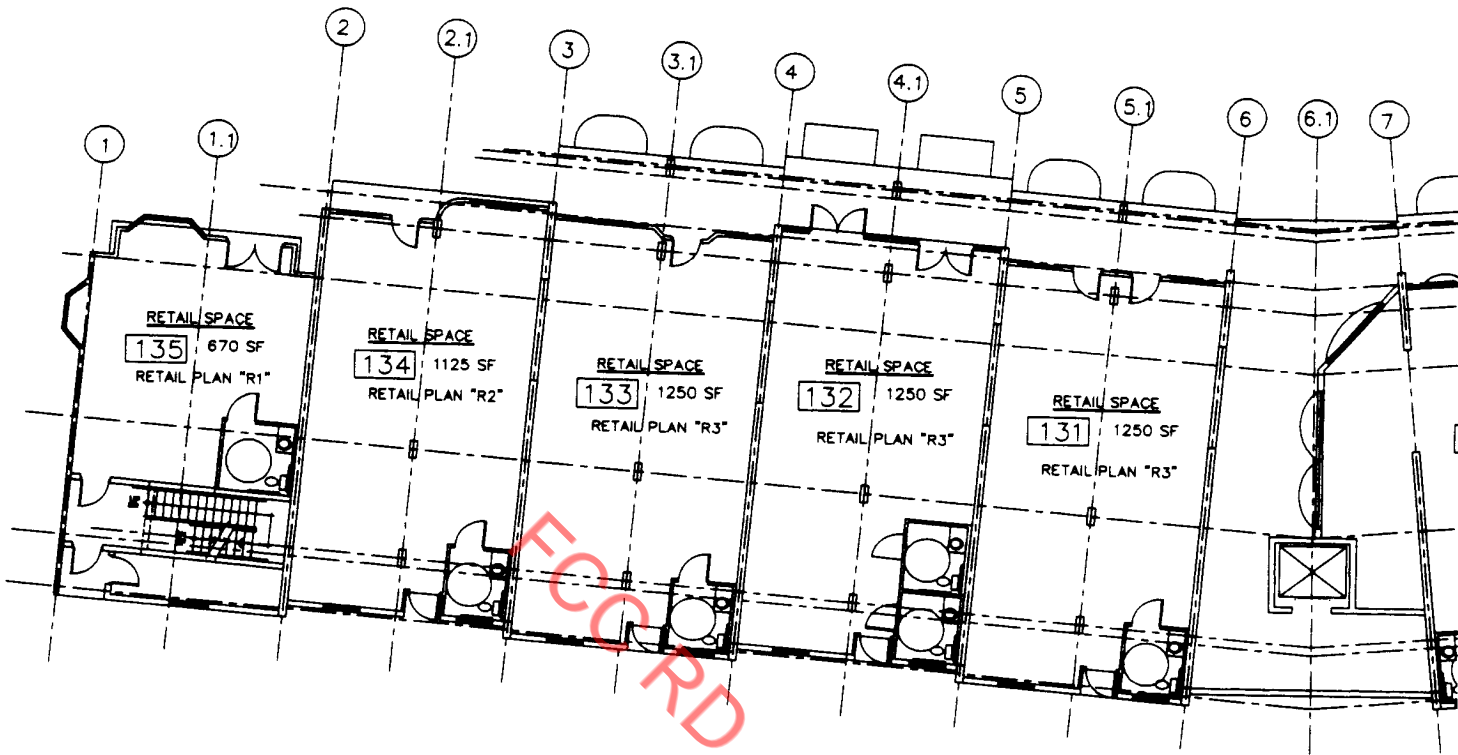 1
1.1
2
2.1
3
3.1
4
4.1
5
5.1
6
6.1
7
RETAIL SPACE
135 670 SF
RETAIL PLAN "R1"
RETAIL SPACE
134 1125 SF
RETAIL PLAN "R2"
RETAIL SPACE
133 1250 SF
RETAIL PLAN "R3"
RETAIL SPACE
132 1250 SF
RETAIL PLAN "R3"
RETAIL SPACE
131 1250 SF
RETAIL PLAN "R3"
FCC RD